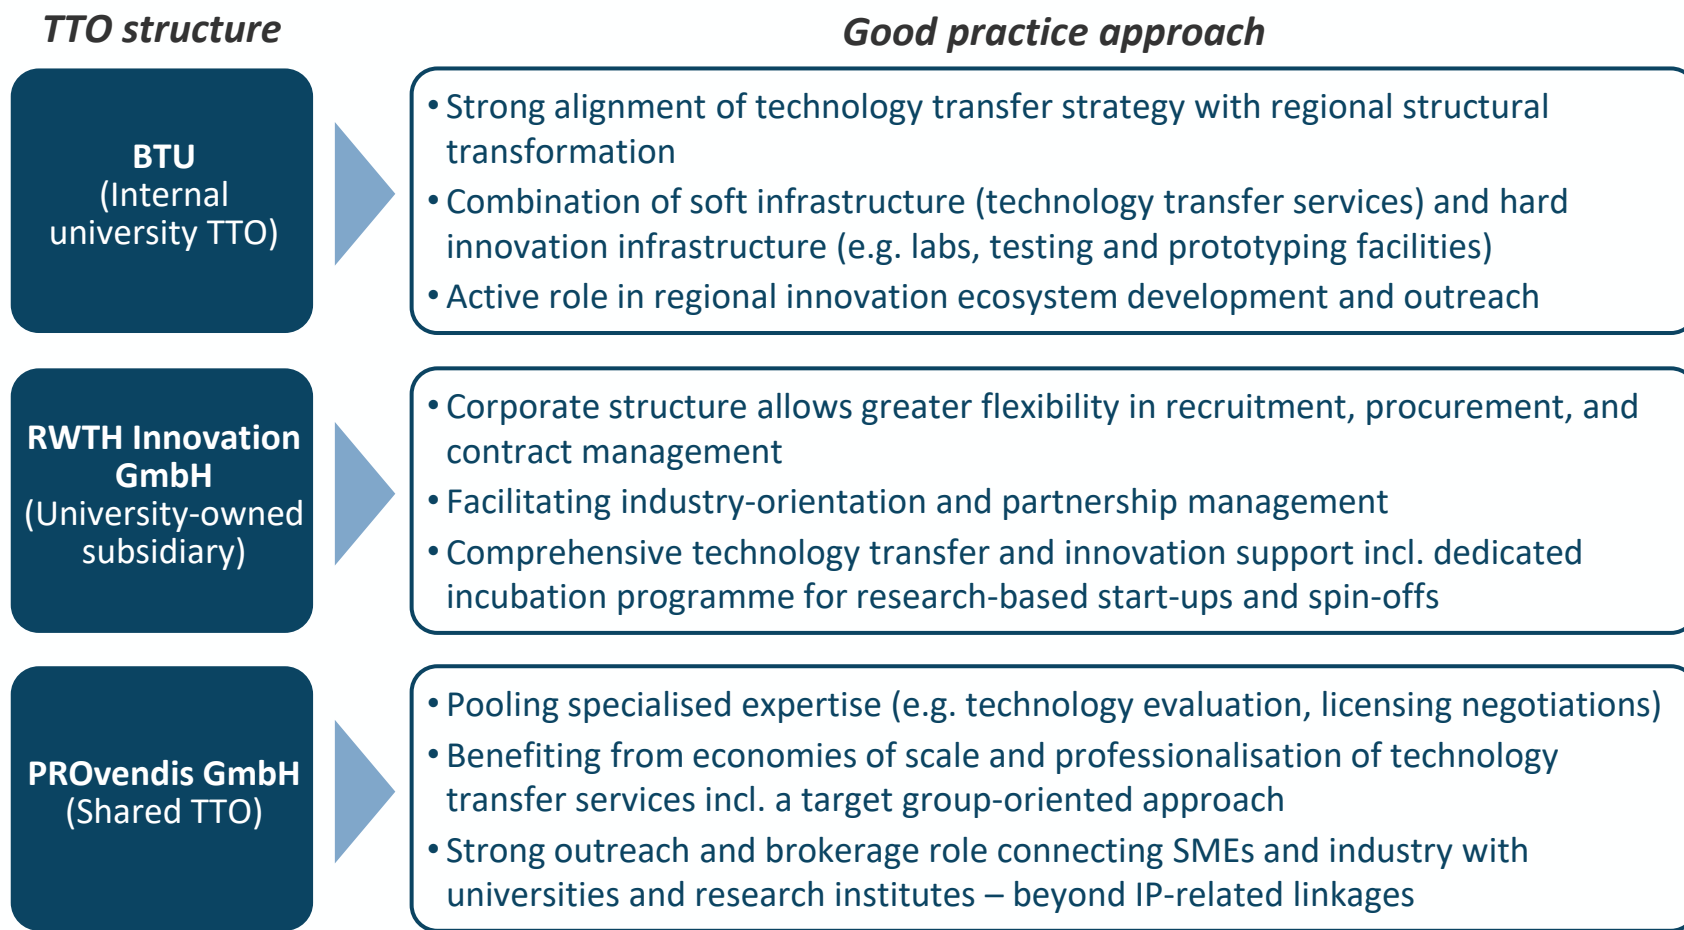 TTO structure
Good practice approach
BTU
(Internal
university TTO)
• Strong alignment of technology transfer strategy with regional structural
transformation
• Combination of soft infrastructure (technology transfer services) and hard
innovation infrastructure (e.g. labs, testing and prototyping facilities)
• Active role in regional innovation ecosystem development and outreach
RWTH Innovation
GmbH
(University-owned
subsidiary)
• Corporate structure allows greater flexibility in recruitment, procurement, and
contract management
• Facilitating industry-orientation and partnership management
• Comprehensive technology transfer and innovation support incl. dedicated
incubation programme for research-based start-ups and spin-offs
PROvendis GmbH
(Shared TTO)
• Pooling specialised expertise (e.g. technology evaluation, licensing negotiations)
• Benefiting from economies of scale and professionalisation of technology
transfer services incl. a target group-oriented approach
• Strong outreach and brokerage role connecting SMEs and industry with
universities and research institutes – beyond IP-related linkages